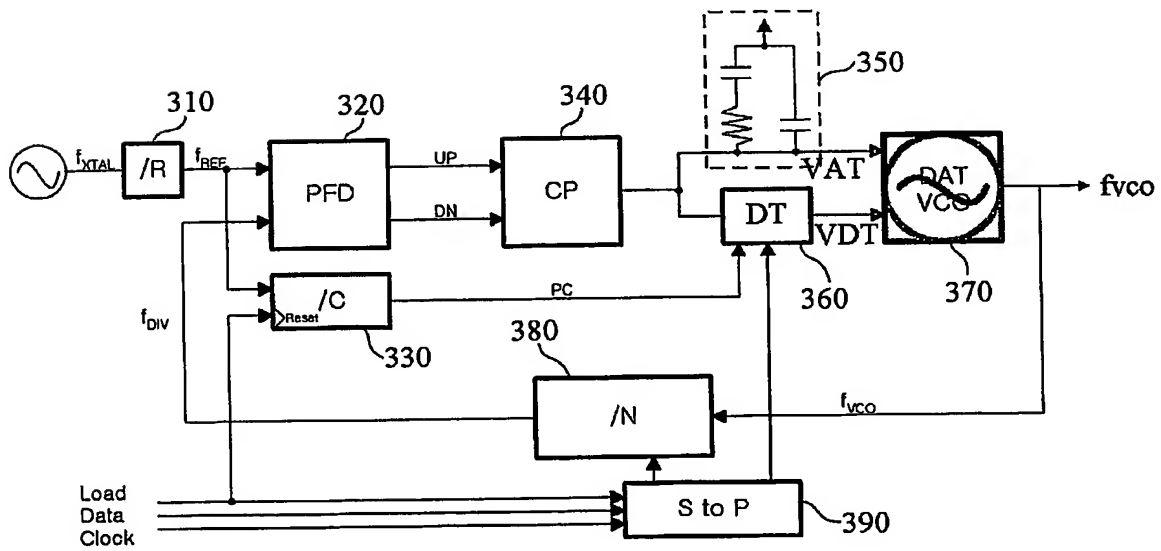 350
310
320
340
fXTAL
/R
fREF
PFD
UP
DN
CP
VAT
DT
VDT
DAT
VCO
fvco
360
370
/C
Reset
PC
330
fDIV
380
/N
fVCO
Load
Data
Clock
S to P
390